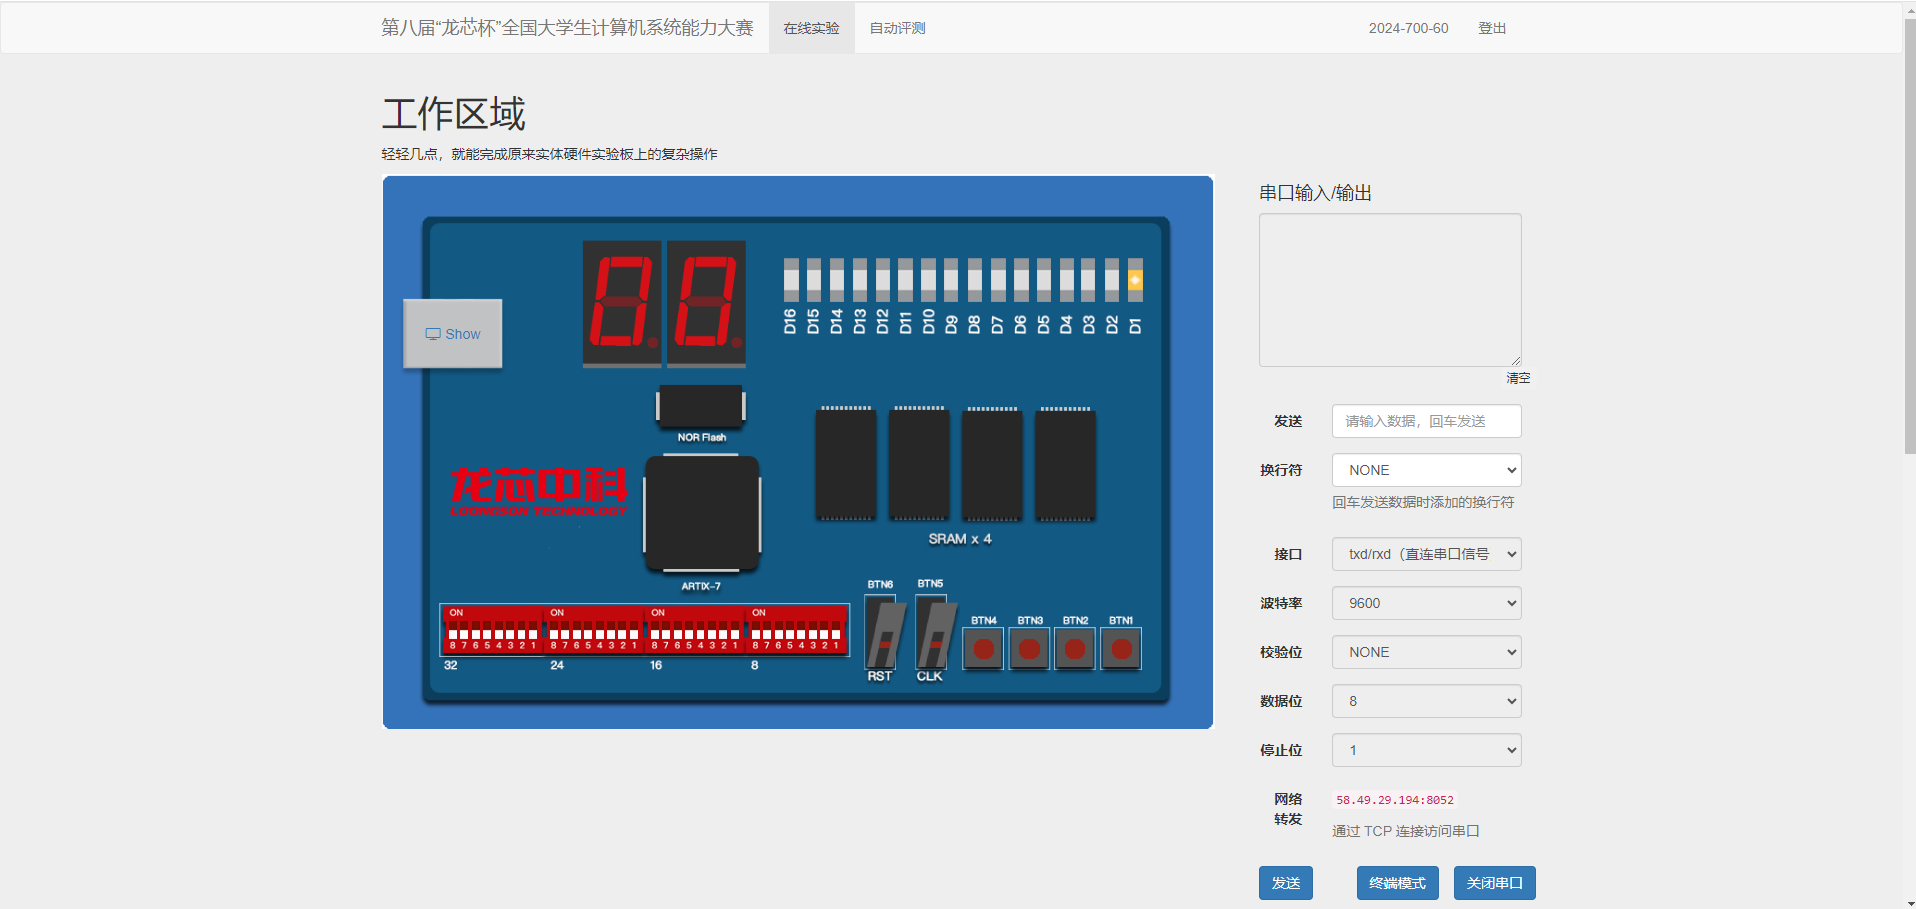 第八届“龙芯杯”全国大学生计算机系统能力大赛 在线实验 自动评测 2024-700-60 登出
工作区域
轻轻几点，就能完成原来实体硬件实验板上的复杂操作
Show
D16 D15 D14 D13 D12 D11 D10 D9 D8 D7 D6 D5 D4 D3 D2 D1
NOR Flash
龙芯中科
LOONGSON TECHNOLOGY
SRAM x 4
ARTIX-7
BTN6 BTN5
BTN4 BTN3 BTN2 BTN1
ON ON ON ON
8 7 6 5 4 3 2 1 8 7 6 5 4 3 2 1 8 7 6 5 4 3 2 1 8 7 6 5 4 3 2 1
32 24 16 8
RST CLK
串口输入/输出
清空
发送 请输入数据，回车发送
换行符 NONE
回车发送数据时添加的换行符
接口 txd/rxd（直连串口信号
波特率 9600
校验位 NONE
数据位 8
停止位 1
网络
转发
58.49.29.194:8052
通过 TCP 连接访问串口
发送 终端模式 关闭串口